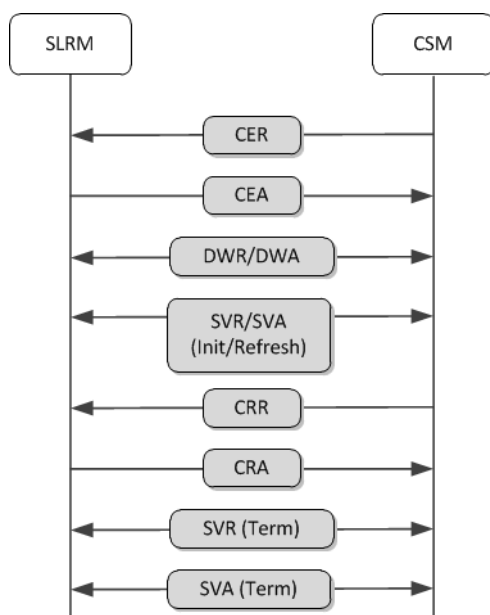 SLRM
CSM
CER
CEA
DWR/DWA
SVR/SVA
(Init/Refresh)
CRR
CRA
SVR (Term)
SVA (Term)